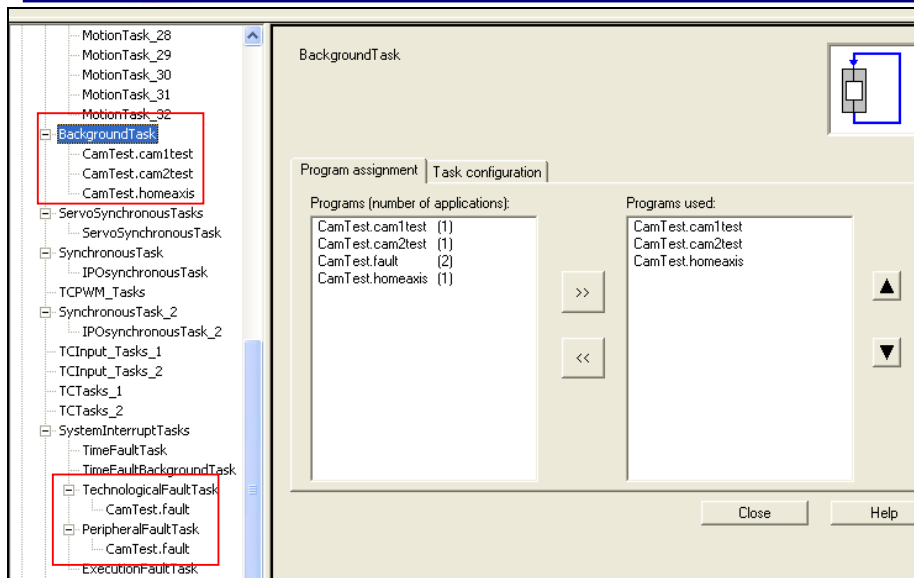 MotionTask_28
MotionTask_29
MotionTask_30
MotionTask_31
MotionTask_32
BackgroundTask
CamTest.cam1test
CamTest.cam2test
CamTest.homeaxis
ServoSynchronousTasks
ServoSynchronousTask
SynchronousTask
IPOsynchronousTask
TCPWM_Tasks
SynchronousTask_2
IPOsynchronousTask_2
TCInput_Tasks_1
TCInput_Tasks_2
TCTasks_1
TCTasks_2
SystemInterruptTasks
TimeFaultTask
TimeFaultBackgroundTask
TechnologicalFaultTask
CamTest.fault
PeripheralFaultTask
CamTest.fault
ExecutionFaultTask
BackgroundTask
Program assignment
Task configuration
Programs (number of applications):
CamTest.cam1test (1)
CamTest.cam2test (1)
CamTest.fault (2)
CamTest.homeaxis (1)
>>
<<
Programs used:
CamTest.cam1test
CamTest.cam2test
CamTest.homeaxis
Close
Help